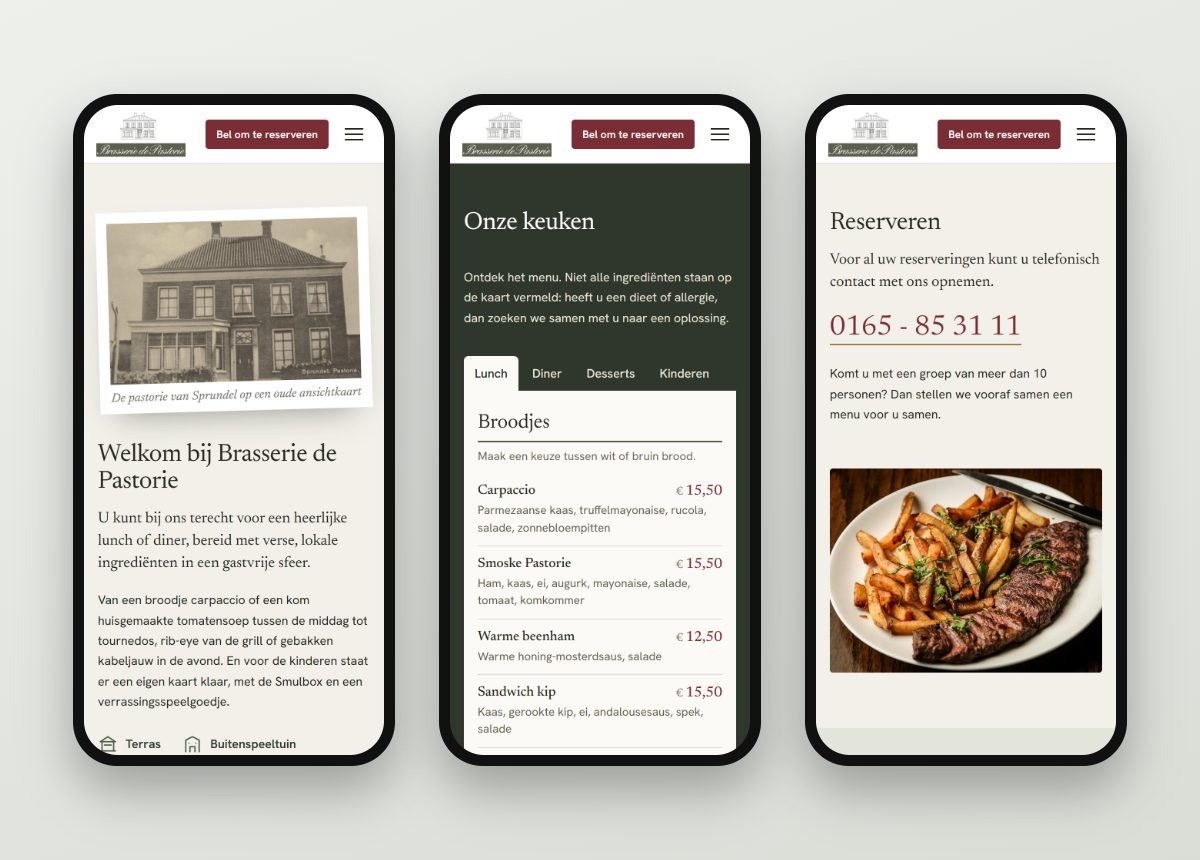 Brasserie de Pastorie
Bel om te reserveren
Sprundel. Pastorie.
De pastorie van Sprundel op een oude ansichtkaart
Welkom bij Brasserie de
Pastorie
U kunt bij ons terecht voor een heerlijke
lunch of diner, bereid met verse, lokale
ingrediënten in een gastvrije sfeer.
Van een broodje carpaccio of een kom
huisgemaakte tomatensoep tussen de middag tot
tournedos, rib-eye van de grill of gebakken
kabeljauw in de avond. En voor de kinderen staat
er een eigen kaart klaar, met de Smulbox en een
verrassingsspeelgoedje.
Terras
Buitenspeeltuin
Brasserie de Pastorie
Bel om te reserveren
Onze keuken
Ontdek het menu. Niet alle ingrediënten staan op
de kaart vermeld: heeft u een dieet of allergie,
dan zoeken we samen met u naar een oplossing.
Lunch Diner Desserts Kinderen
Broodjes
Maak een keuze tussen wit of bruin brood.
Carpaccio € 15,50
Parmezaanse kaas, truffelmayonaise, rucola,
salade, zonnebloempitten
Smoske Pastorie € 15,50
Ham, kaas, ei, augurk, mayonaise, salade,
tomaat, komkommer
Warme beenham € 12,50
Warme honing-mosterdsaus, salade
Sandwich kip € 15,50
Kaas, gerookte kip, ei, andalousesaus, spek,
salade
Brasserie de Pastorie
Bel om te reserveren
Reserveren
Voor al uw reserveringen kunt u telefonisch
contact met ons opnemen.
0165 - 85 31 11
Komt u met een groep van meer dan 10
personen? Dan stellen we vooraf samen een
menu voor u samen.